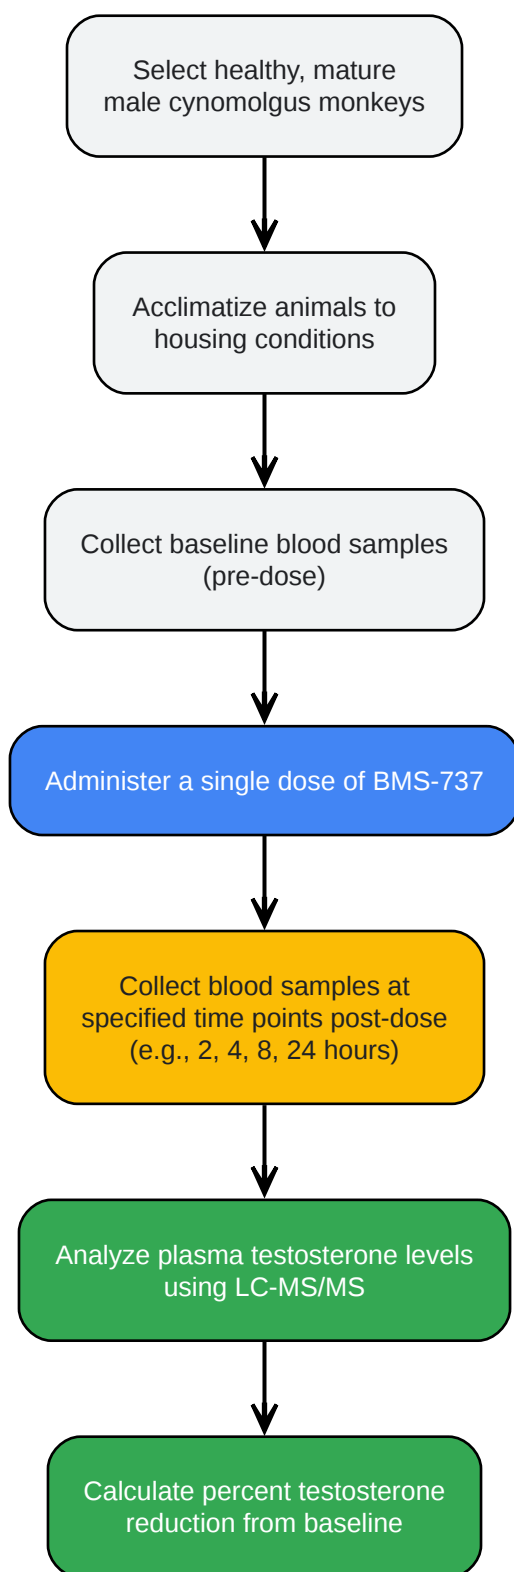 Select healthy, mature
male cynomolgus monkeys
Acclimatize animals to
housing conditions
Collect baseline blood samples
(pre-dose)
Administer a single dose of BMS-737
Collect blood samples at
specified time points post-dose
(e.g., 2, 4, 8, 24 hours)
Analyze plasma testosterone levels
using LC-MS/MS
Calculate percent testosterone
reduction from baseline